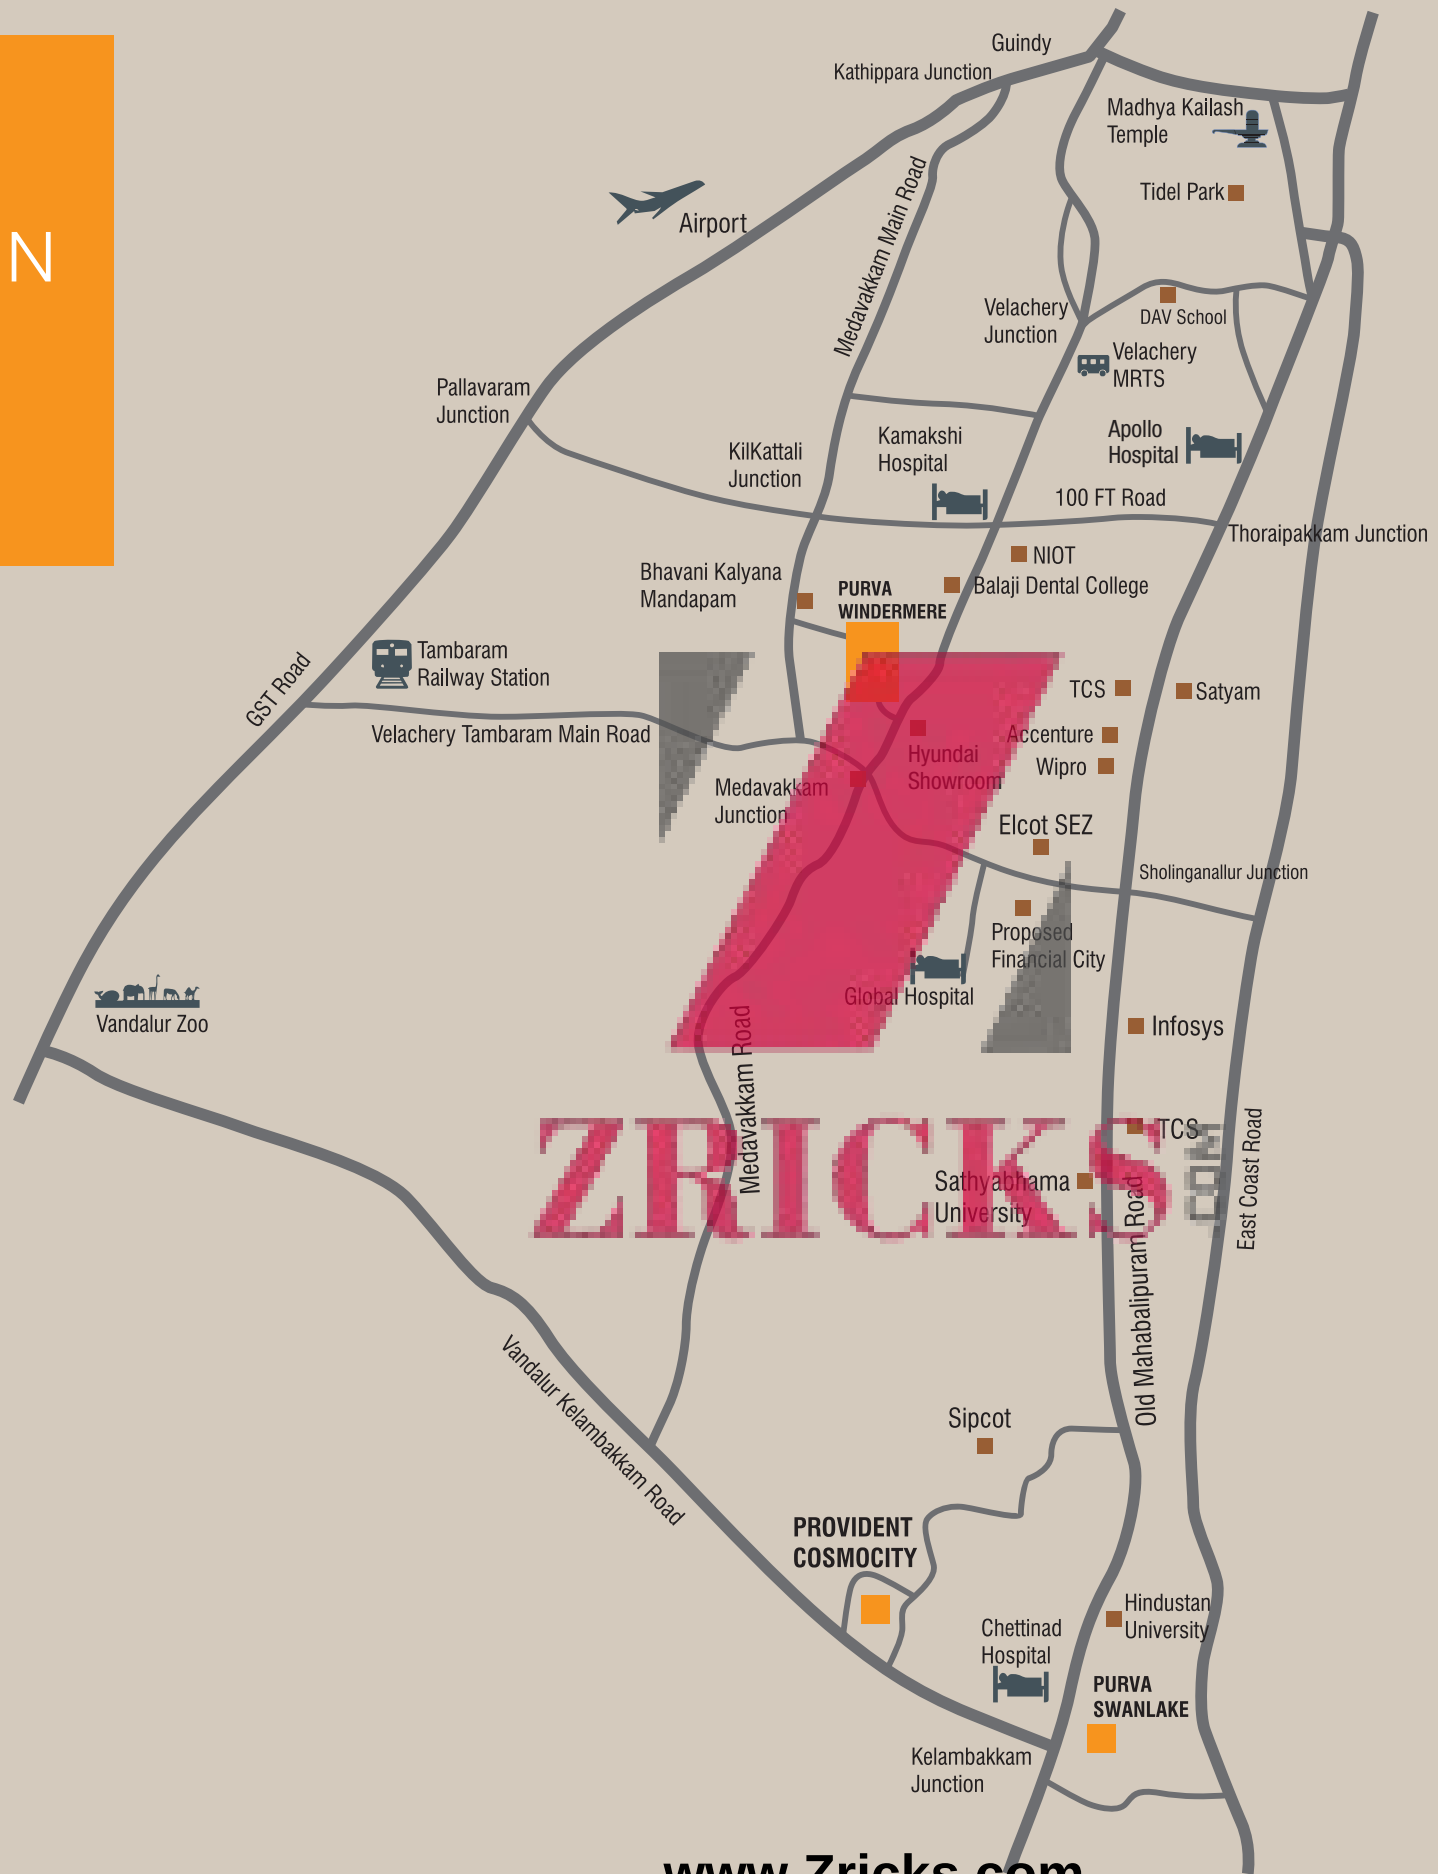 Guindy
Kathippara Junction
Madhya Kailash
Temple
N
Tidel Park
Airport
Medavakkam Main Road
Velachery
Junction
DAV School
Velachery
MRTS
Pallavaram
Junction
KilKattali
Junction
Kamakshi
Hospital
Apollo
Hospital
100 FT Road
Thoraipakkam Junction
NIOT
Bhavani Kalyana
Mandapam
PURVA
WINDERMERE
Balaji Dental College
Tambaram
Railway Station
GST Road
Velachery Tambaram Main Road
TCS
Satyam
Accenture
Hyundai
Showroom
Wipro
Medavakkam
Junction
Elcot SEZ
Sholinganallur Junction
Proposed
Financial City
Global Hospital
Vandalur Zoo
Infosys
Medavakkam Road
TCS
ZRICKS
.COM
Sathyabhama
University
Old Mahabalipuram Road
East Coast Road
Vandalur Kelambakkam Road
Sipcot
PROVIDENT
COSMOCITY
Hindustan
University
Chettinad
Hospital
PURVA
SWANLAKE
Kelambakkam
Junction
www.Zricks.com